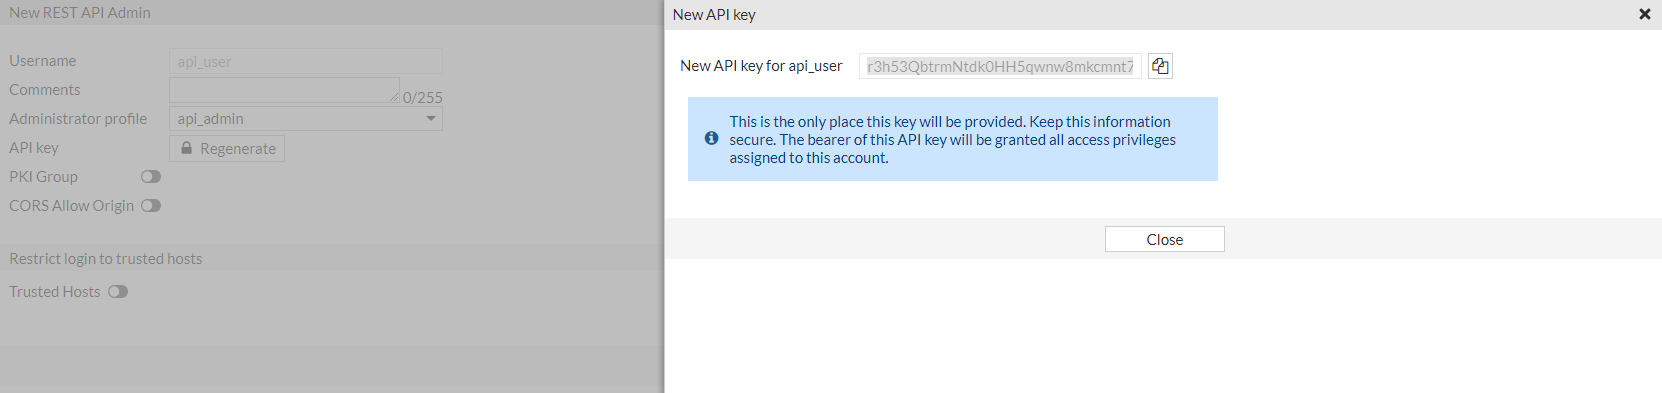 New REST API Admin
Username api_user
Comments 0/255
Administrator profile api_admin
API key Regenerate
PKI Group
CORS Allow Origin
Restrict login to trusted hosts
Trusted Hosts
New API key
New API key for api_user r3h53QbtrmNtdk0HH5qwnw8mkcmnt7
This is the only place this key will be provided. Keep this information
secure. The bearer of this API key will be granted all access privileges
assigned to this account.
Close